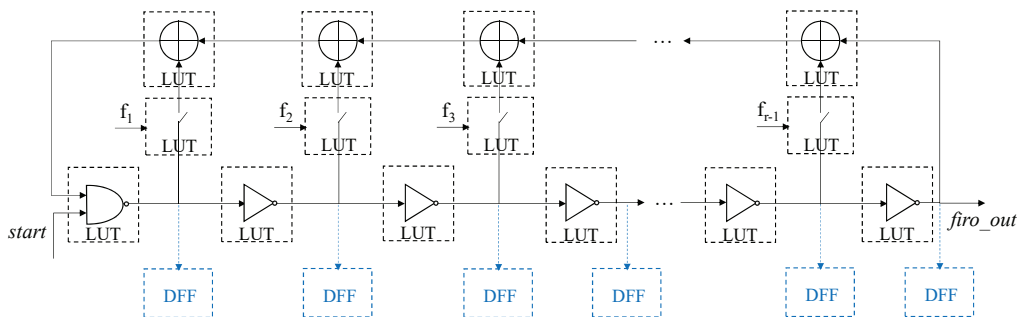 LUT LUT LUT ... LUT
f1 f2 f3 fr-1
LUT LUT LUT LUT
start LUT LUT LUT LUT ... LUT LUT firo_out
DFF DFF DFF DFF DFF DFF